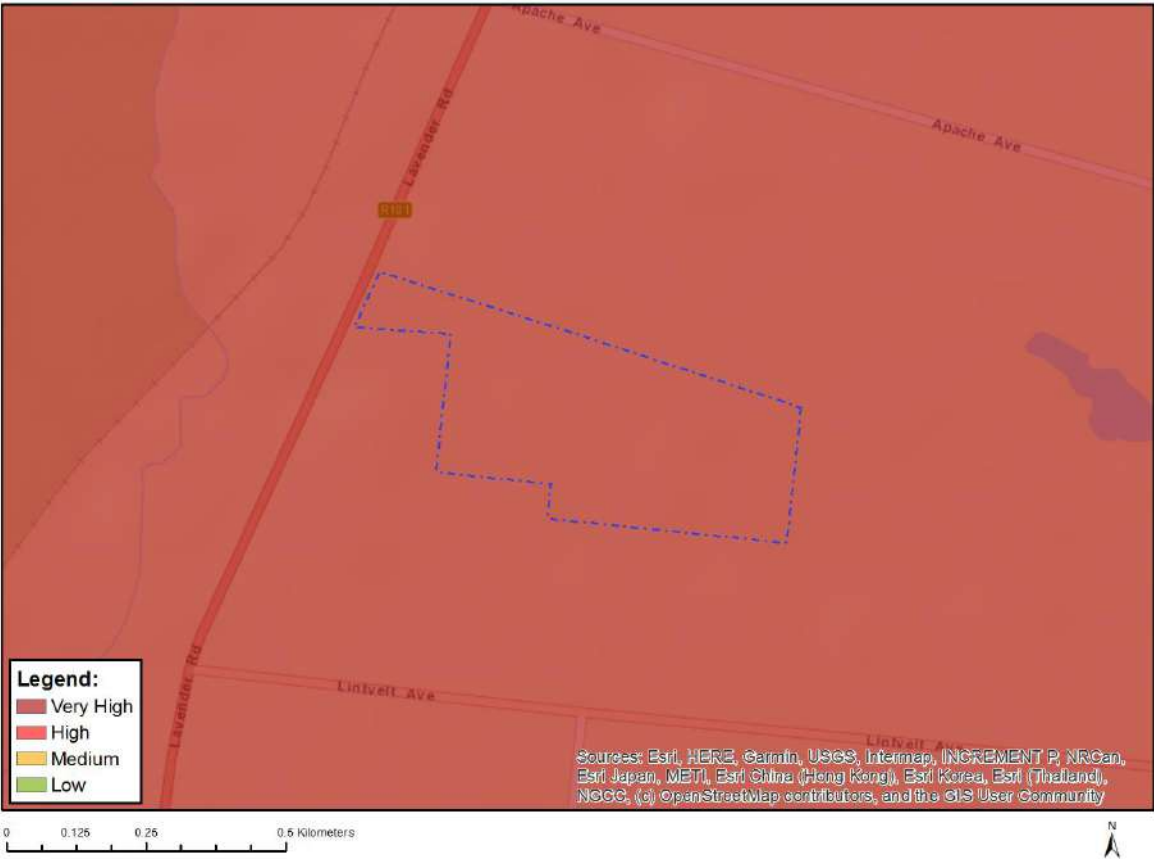 Apache Ave
Apache Ave
Lavender Rd
R101
Lavender Rd
Lintvelt Ave
Lintvelt Ave
Legend:
Very High
High
Medium
Low
Sources: Esri, HERE, Garmin, USGS, Intermap, INCREMENT P, NRCan,
Esri Japan, METI, Esri China (Hong Kong), Esri Korea, Esri (Thailand),
NGCC, (c) OpenStreetMap contributors, and the GIS User Community
0 0.125 0.25 0.5 Kilometers
N